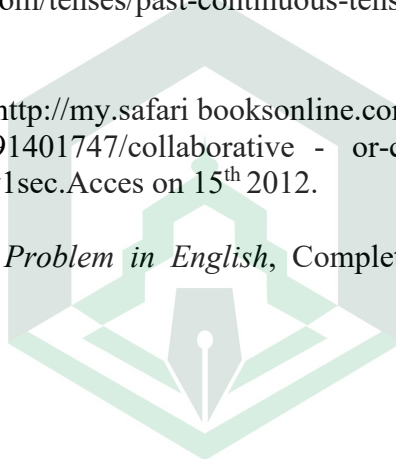 om/tenses/past-continuous-tens
http://my.safari booksonline.com
91401747/collaborative - or-c
1sec.Acces on 15th 2012.
Problem in English, Complet